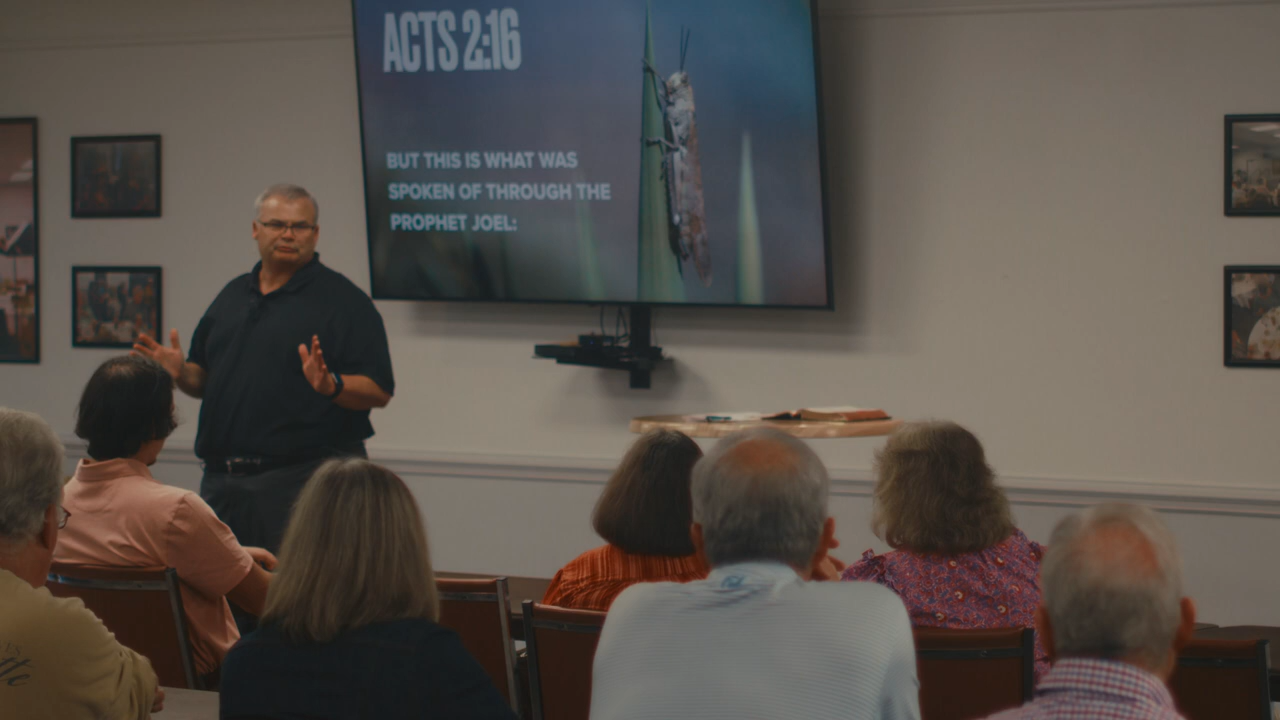 ACTS 2:16
BUT THIS IS WHAT WAS
SPOKEN OF THROUGH THE
PROPHET JOEL: